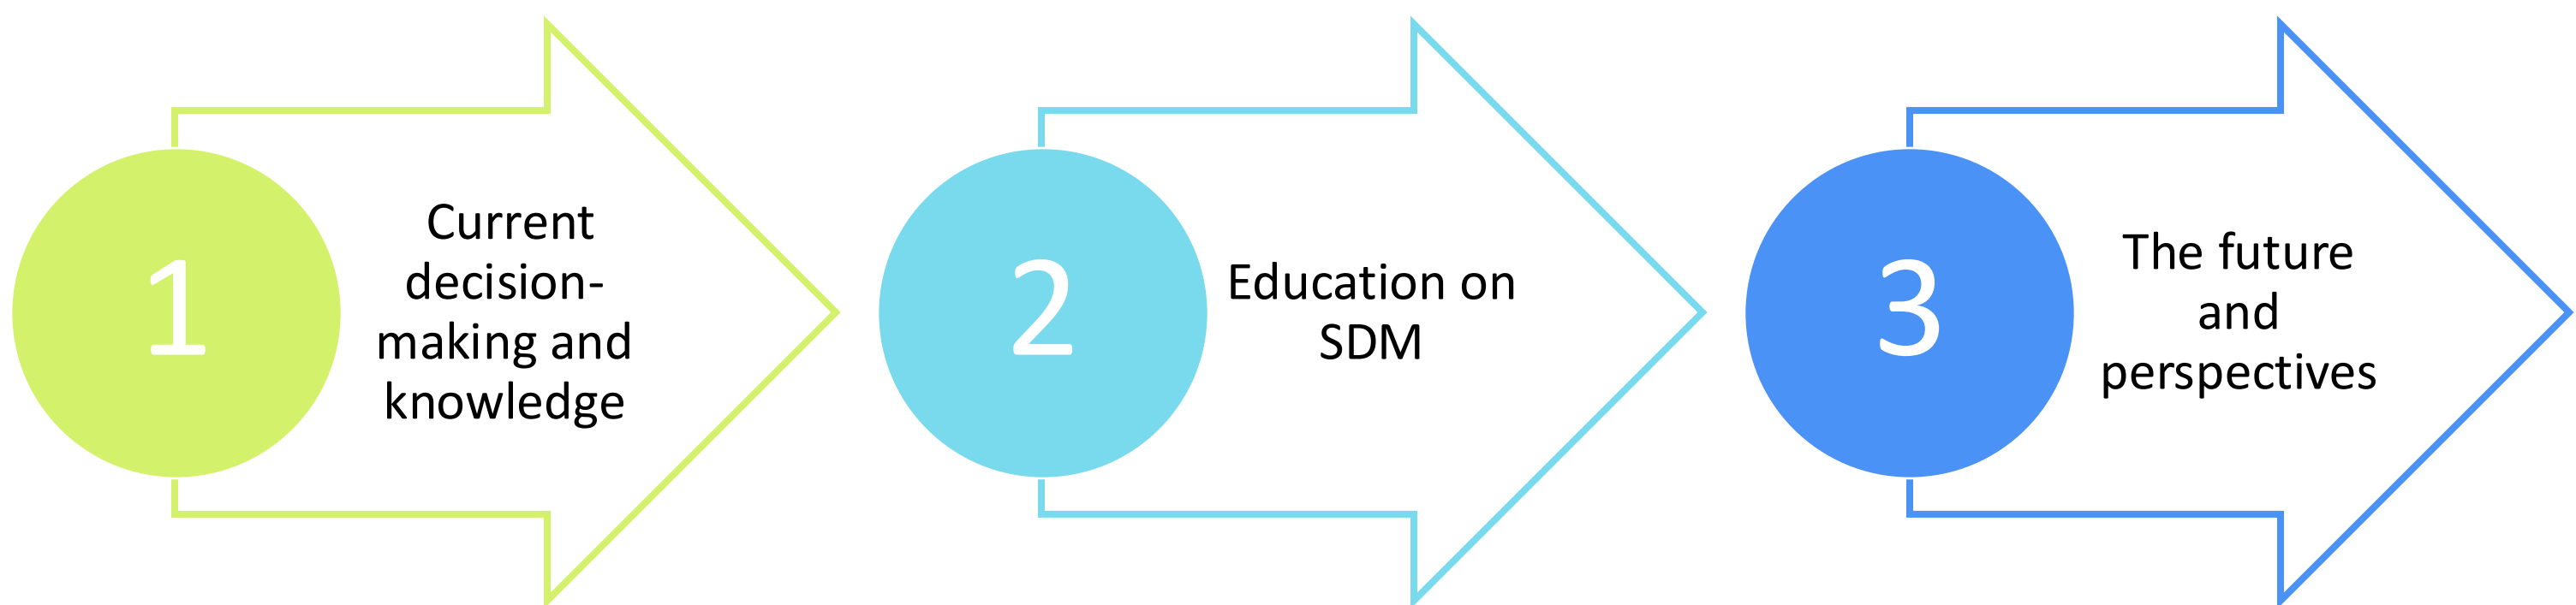 1
Current
decision-
making and
knowledge
2
Education on
SDM
3
The future
and
perspectives